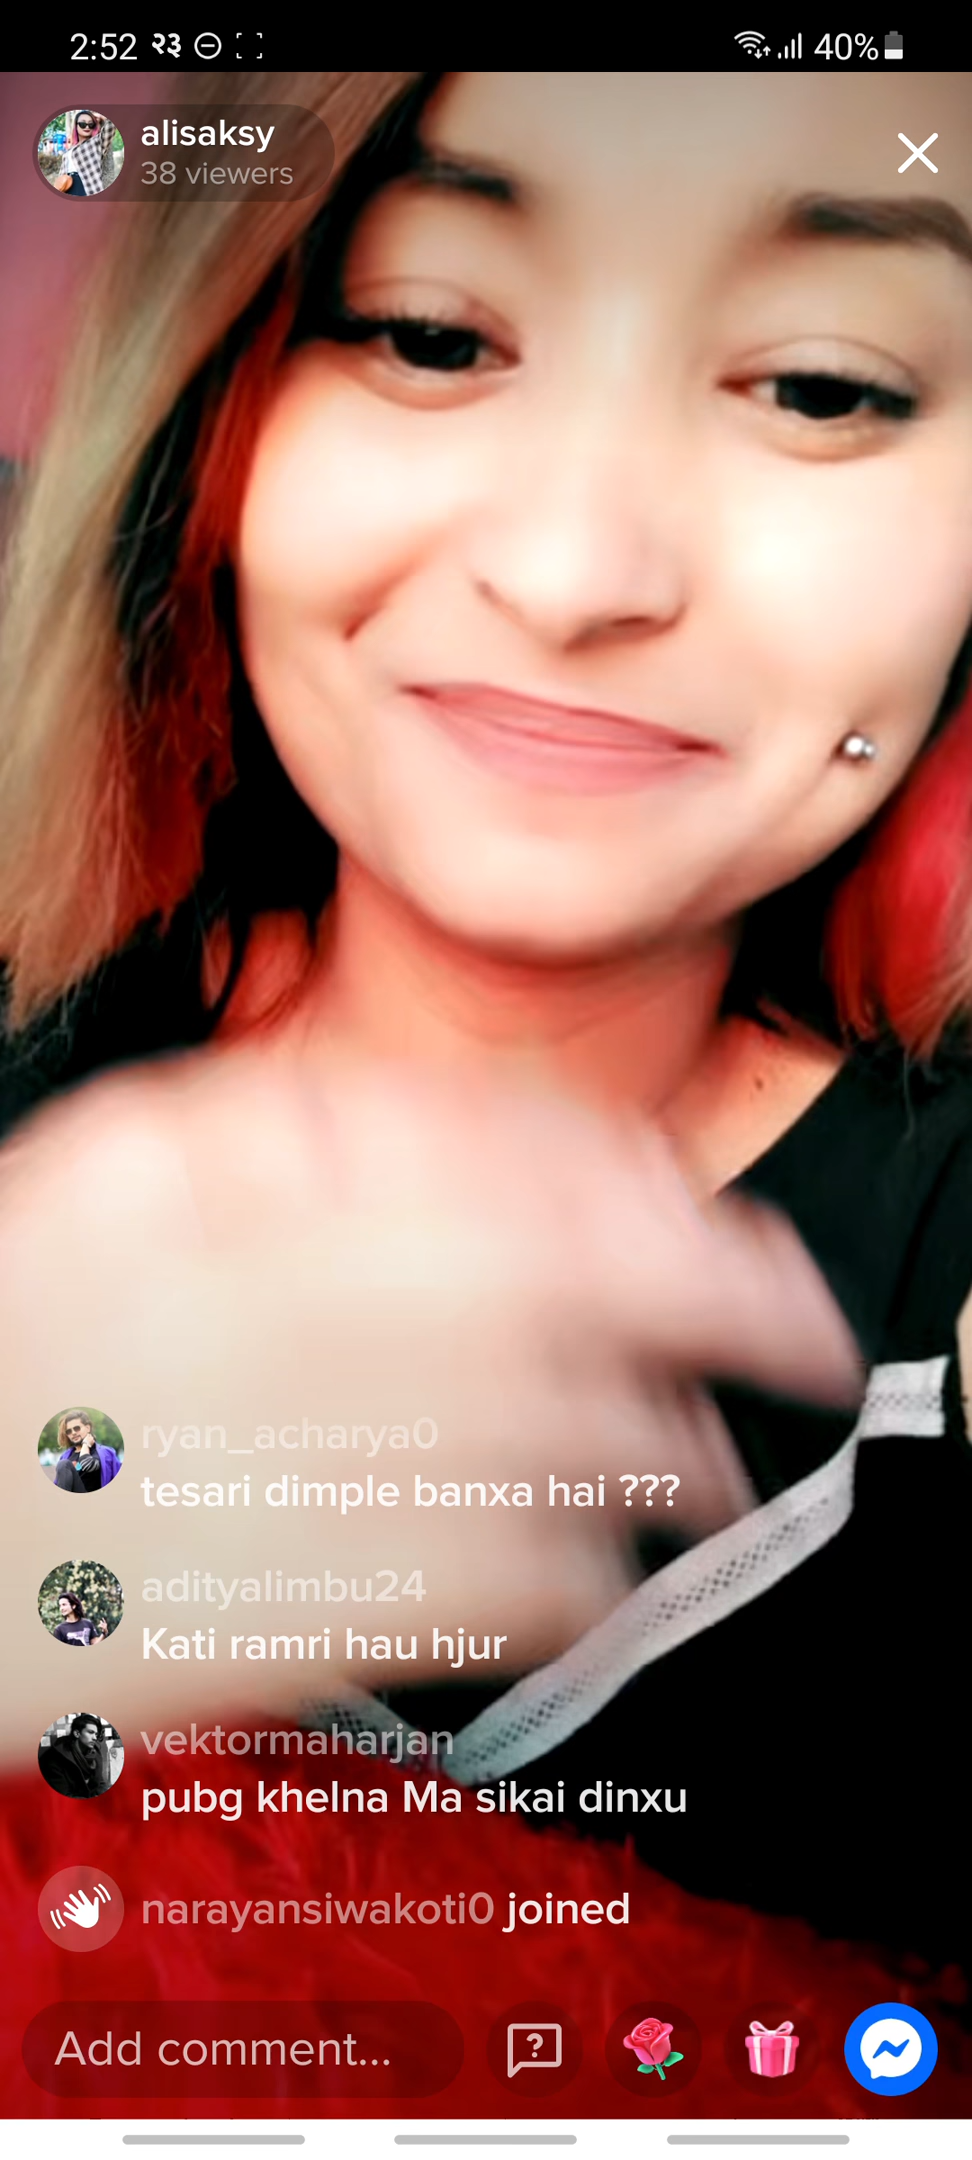 2:52 २३ 40%
alisaksy
38 viewers
ryan_acharya0
tesari dimple banxa hai ???
adityalimbu24
Kati ramri hau hjur
vektormaharjan
pubg khelna Ma sikai dinxu
narayansiwakoti0 joined
Add comment... ?